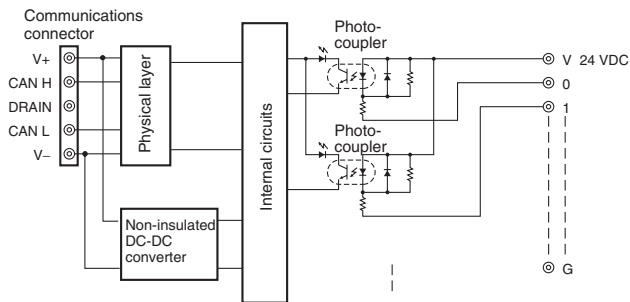 Communications
connector
V+
CAN H
DRAIN
CAN L
V–
Physical layer
Non-insulated
DC-DC
converter
Internal circuits
Photo-
coupler
Photo-
coupler
V 24 VDC
0
1
G